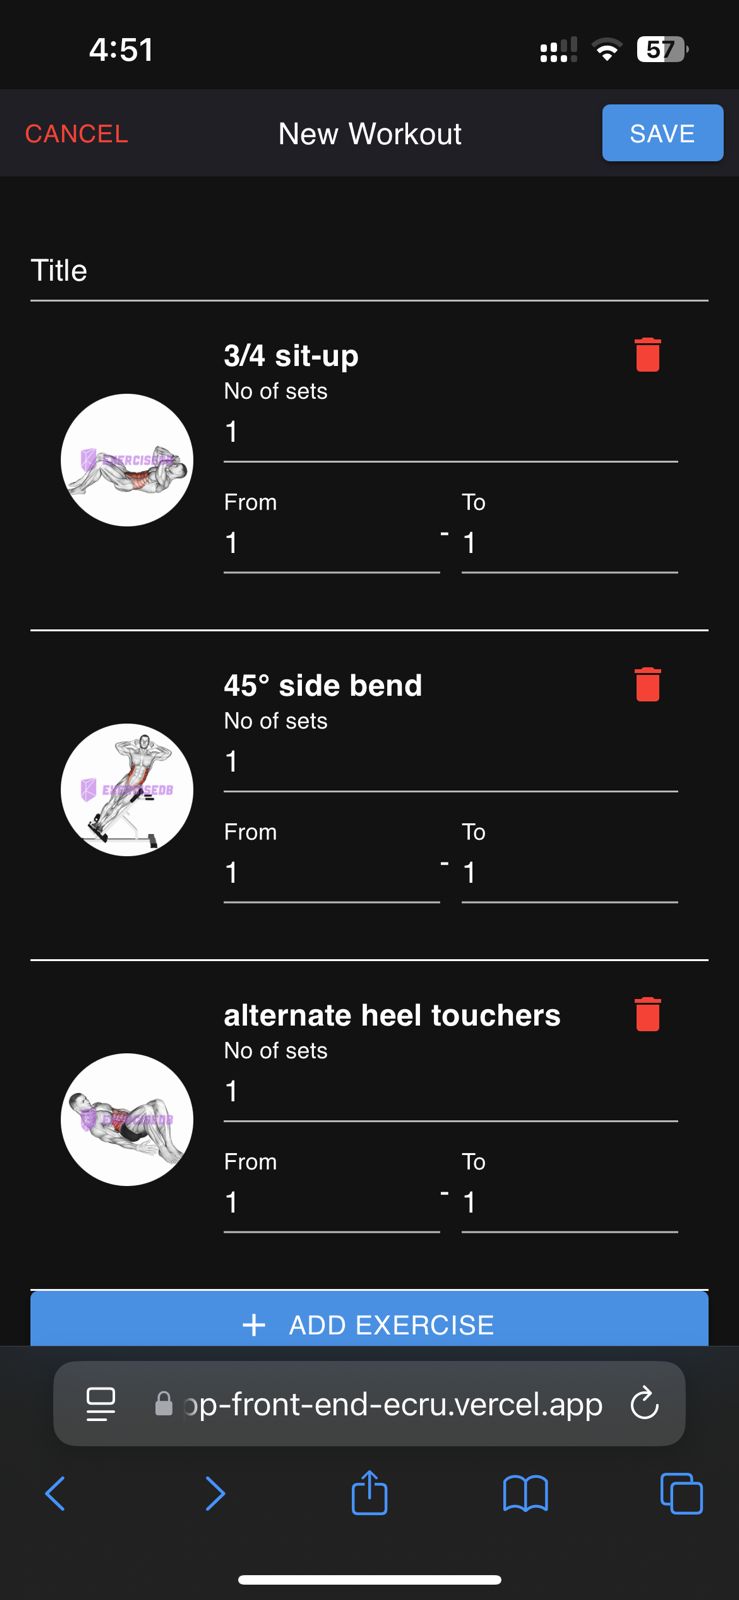 4:51
57
CANCEL
New Workout
SAVE
Title
3/4 sit-up
No of sets
1
From To
1 - 1
45° side bend
No of sets
EXERCISEDB
1
From To
1 - 1
alternate heel touchers
No of sets
1
From To
1 - 1
+ ADD EXERCISE
pp-front-end-ecru.vercel.app